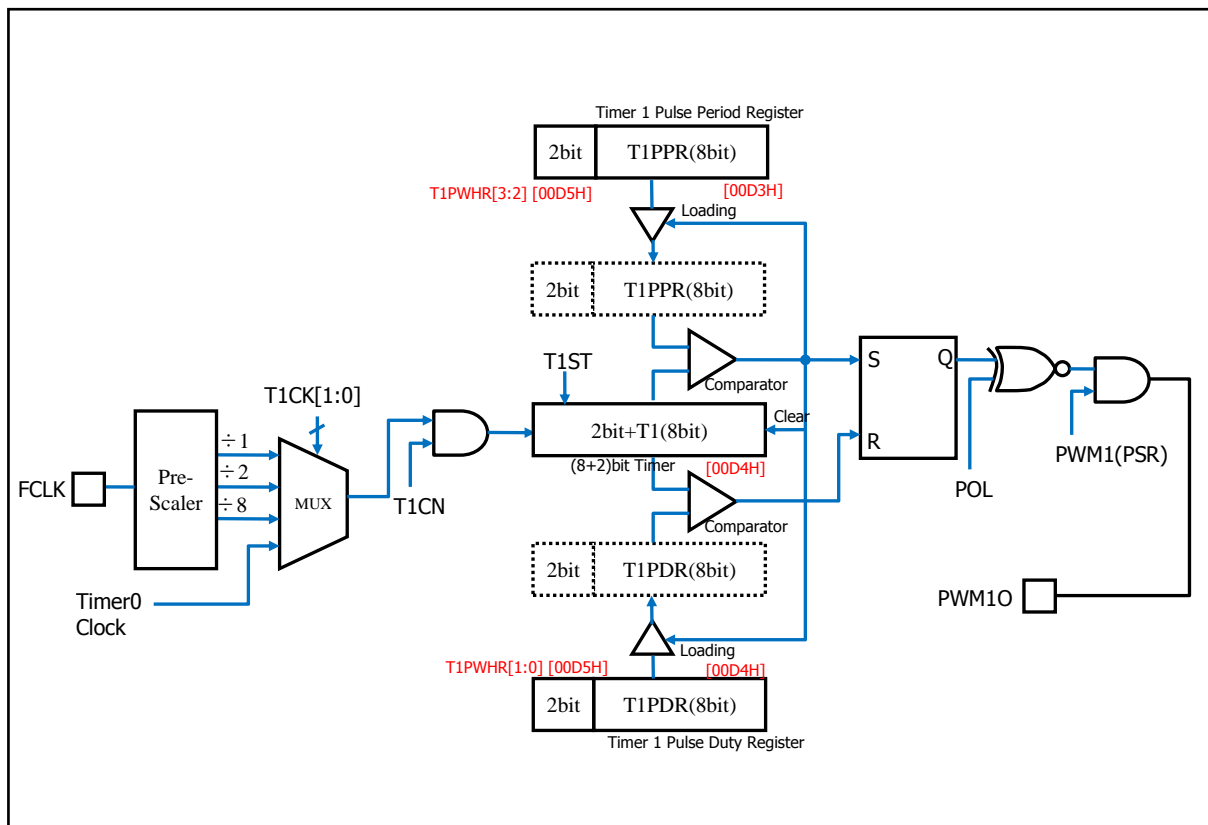 Timer 1 Pulse Period Register
2bit
T1PPR(8bit)
T1PWHR[3:2] [00D5H]
[00D3H]
Loading
2bit
T1PPR(8bit)
T1ST
Comparator
S
Q
T1CK[1:0]
Clear
2bit+T1(8bit)
(8+2)bit Timer
[00D4H]
R
PWM1(PSR)
÷1
FCLK
Pre-
Scaler
÷2
MUX
÷8
T1CN
POL
Comparator
2bit
T1PDR(8bit)
Timer0
Clock
PWM1O
Loading
T1PWHR[1:0] [00D5H]
[00D4H]
2bit
T1PDR(8bit)
Timer 1 Pulse Duty Register